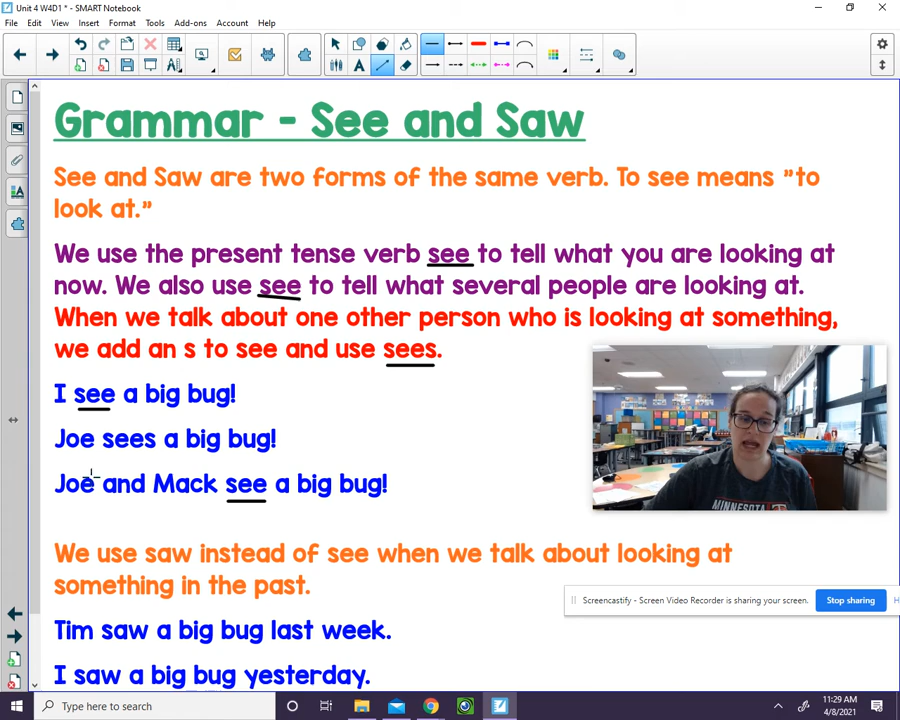 Unit 4 W4D1 * - SMART Notebook
File Edit View Insert Format Tools Add-ons Account Help
Grammar - See and Saw
See and Saw are two forms of the same verb. To see means "to
look at."
We use the present tense verb see to tell what you are looking at
now. We also use see to tell what several people are looking at.
When we talk about one other person who is looking at something,
we add an s to see and use sees.
I see a big bug!
Joe sees a big bug!
Joe and Mack see a big bug!
MINNESOTA
We use saw instead of see when we talk about looking at
something in the past.
Screencastify - Screen Video Recorder is sharing your screen. Stop sharing H
Tim saw a big bug last week.
I saw a big bug yesterday.
Type here to search
11:29 AM
4/8/2021